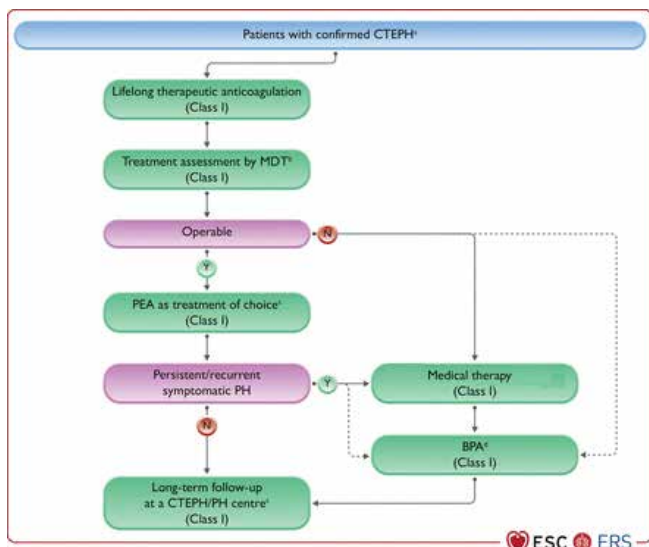 Patients with confirmed CTEPHᵃ
Lifelong therapeutic anticoagulation
(Class I)
Treatment assessment by MDTᵇ
(Class I)
Operable
N
Y
PEA as treatment of choiceᶜ
(Class I)
Persistent/recurrent
symptomatic PH
Y
Medical therapy
(Class I)
N
BPAᵈ
(Class I)
Long-term follow-up
at a CTEPH/PH centreᵉ
(Class I)
ESC ERS